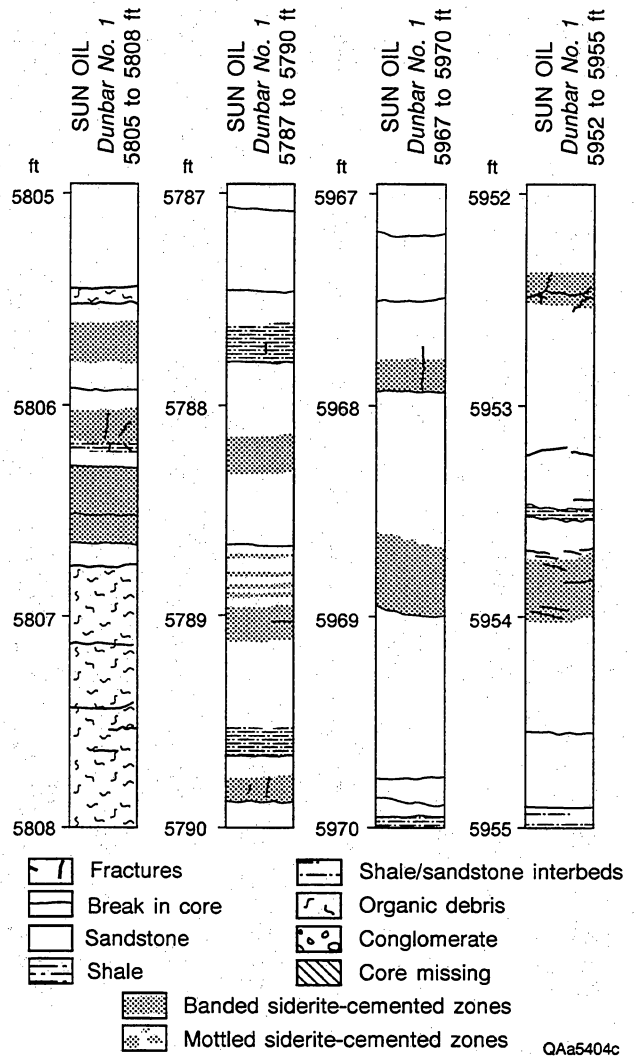 SUN OIL
Dunbar No. 1
5805 to 5808 ft
SUN OIL
Dunbar No. 1
5787 to 5790 ft
SUN OIL
Dunbar No. 1
5967 to 5970 ft
SUN OIL
Dunbar No. 1
5952 to 5955 ft
ft
5805
5806
5807
5808
ft
5787
5788
5789
5790
ft
5967
5968
5969
5970
ft
5952
5953
5954
5955
Fractures
Break in core
Sandstone
Shale
Shale/sandstone interbeds
Organic debris
Conglomerate
Core missing
Banded siderite-cemented zones
Mottled siderite-cemented zones
QAa5404c